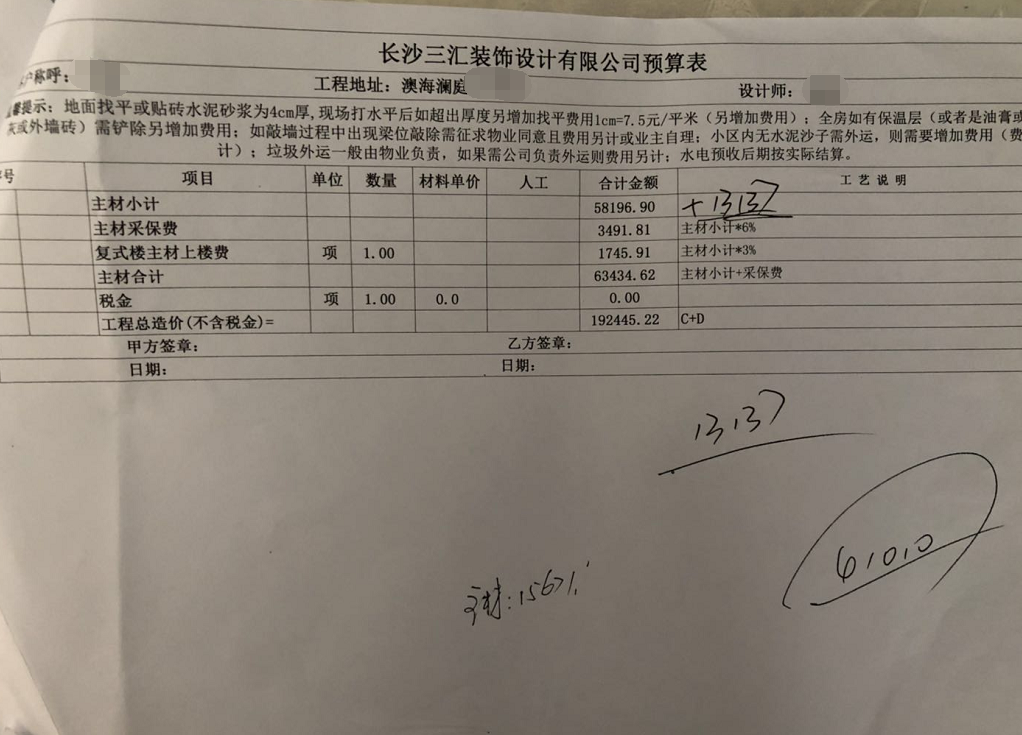 长沙三汇装饰设计有限公司预算表
户称呼： 工程地址：澳海澜庭 设计师：
温馨提示：地面找平或贴砖水泥砂浆为4cm厚,现场打水平后如超出厚度另增加找平费用1cm=7.5元/平米（另增加费用）；全房如有保温层（或者是油膏或
灰或外墙砖）需铲除另增加费用；如敲墙过程中出现梁位敲除需征求物业同意且费用另计或业主自理；小区内无水泥沙子需外运，则需要增加费用（费
计）；垃圾外运一般由物业负责，如果需公司负责外运则费用另计；水电预收后期按实际结算。
号 项目 单位 数量 材料单价 人工 合计金额 工艺说明
主材小计 58196.90 +13137
主材采保费 3491.81 主材小计*6%
复式楼主材上楼费 项 1.00 1745.91 主材小计*3%
主材合计 63434.62 主材小计+采保费
税金 项 1.00 0.0 0.00
工程总造价(不含税金)= 192445.22 C+D
甲方签章： 乙方签章：
日期： 日期：
13137
61010
主材：15671